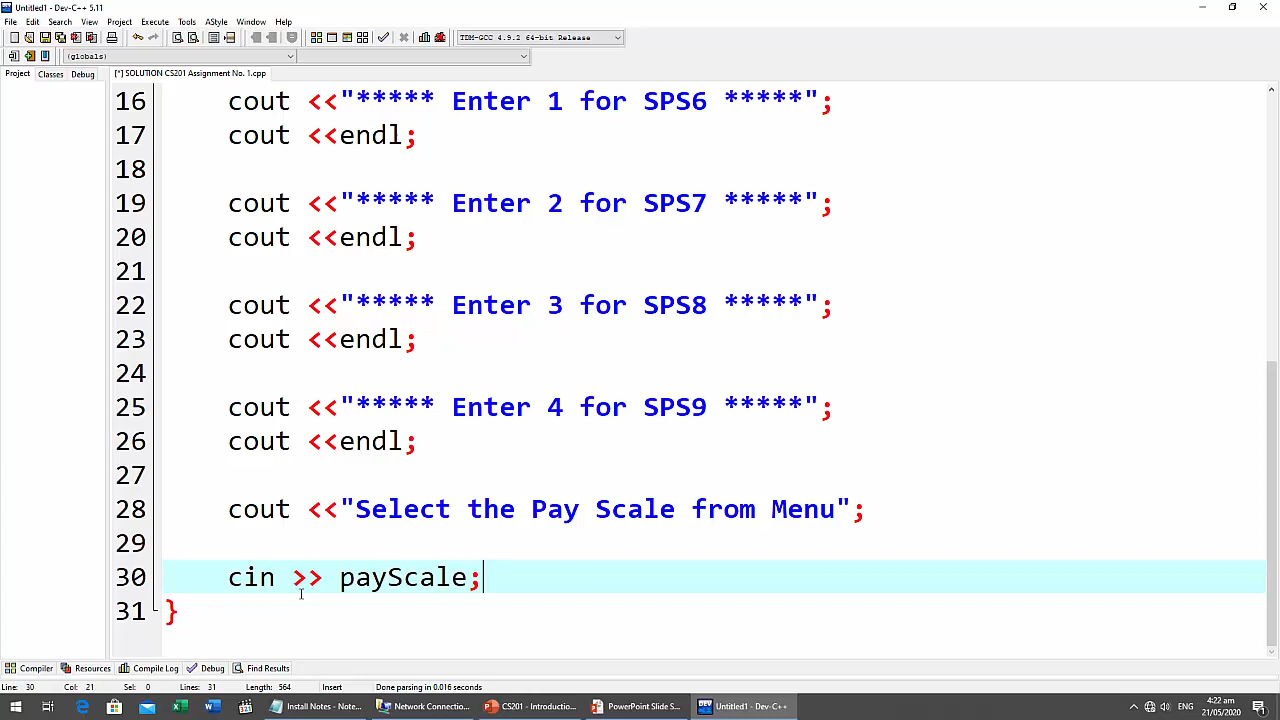 Untitled1 - Dev-C++ 5.11
File Edit Search View Project Execute Tools AStyle Window Help
TDM-GCC 4.9.2 64-bit Release
(globals)
Project Classes Debug [*] SOLUTION CS201 Assignment No. 1.cpp
16 cout <<"***** Enter 1 for SPS6 *****";
17 cout <<endl;
18
19 cout <<"***** Enter 2 for SPS7 *****";
20 cout <<endl;
21
22 cout <<"***** Enter 3 for SPS8 *****";
23 cout <<endl;
24
25 cout <<"***** Enter 4 for SPS9 *****";
26 cout <<endl;
27
28 cout <<"Select the Pay Scale from Menu";
29
30 cin >> payScale;
31 }
Compiler Resources Compile Log Debug Find Results
Line: 30 Col: 21 Sel: 0 Lines: 31 Length: 564 Insert Done parsing in 0.016 seconds
Install Notes - Note... Network Connectio... CS201 - Introductio... PowerPoint Slide S... Untitled1 - Dev-C++ ENG 4:22 pm
21/05/2020